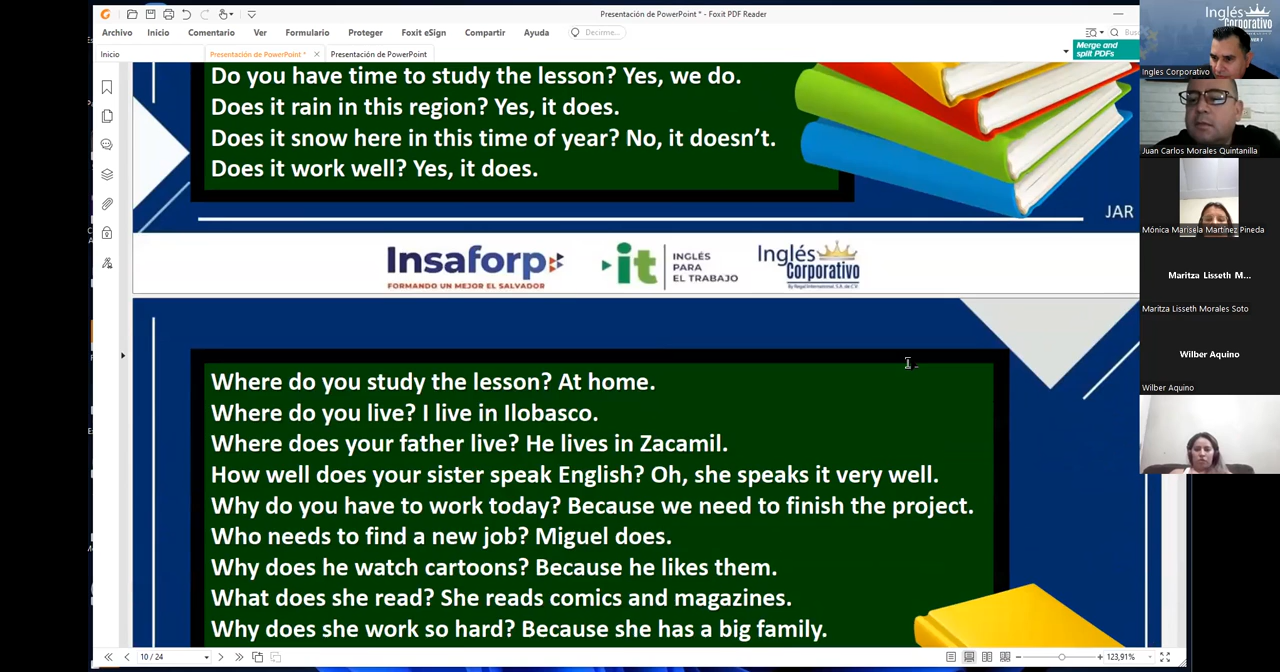 Presentación de PowerPoint * - Foxit PDF Reader
Archivo Inicio Comentario Ver Formulario Proteger Foxit eSign Compartir Ayuda Decirme...
Inicio Presentación de PowerPoint * Presentación de PowerPoint
Merge and split PDFs
Do you have time to study the lesson? Yes, we do.
Does it rain in this region? Yes, it does.
Does it snow here in this time of year? No, it doesn't.
Does it work well? Yes, it does.
JAR
Insaforp
FORMANDO UN MEJOR EL SALVADOR
it
INGLÉS
PARA
EL TRABAJO
Inglés
Corporativo
Where do you study the lesson? At home.
Where do you live? I live in Ilobasco.
Where does your father live? He lives in Zacamil.
How well does your sister speak English? Oh, she speaks it very well.
Why do you have to work today? Because we need to finish the project.
Who needs to find a new job? Miguel does.
Why does he watch cartoons? Because he likes them.
What does she read? She reads comics and magazines.
Why does she work so hard? Because she has a big family.
10 / 24
123,91%
Inglés
Corporativo
Ingles Corporativo
Juan Carlos Morales Quintanilla
Mónica Marisela Martínez Pineda
Maritza Lisseth M...
Maritza Lisseth Morales Soto
Wilber Aquino
Wilber Aquino